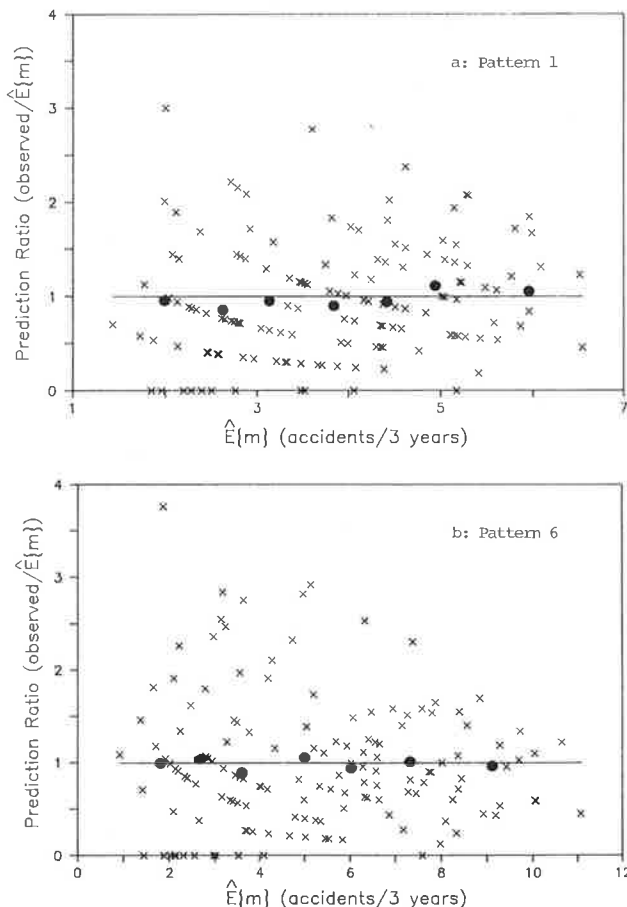 4
a: Pattern 1
3
2
1
0
Prediction Ratio (observed/Ê{m})
1 3 5 7
Ê{m} (accidents/3 years)
4
b: Pattern 6
3
2
1
0
Prediction Ratio (observed/Ê{m})
0 2 4 6 8 10 12
Ê{m} (accidents/3 years)